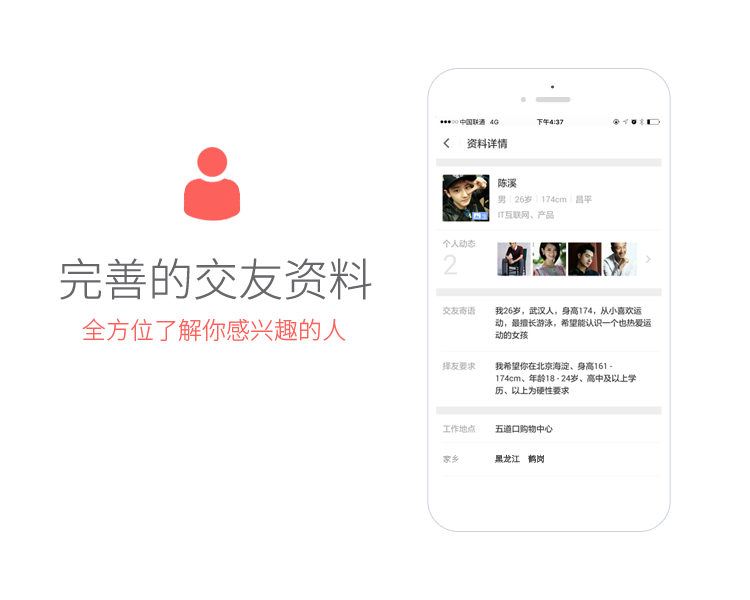 完善的交友资料
全方位了解你感兴趣的人
中国联通 4G 下午4:37
资料详情
陈溪
男 26岁 174cm 昌平
IT互联网、产品
个人动态
2
交友寄语
我26岁，武汉人，身高174，从小喜欢运
动，最擅长游泳，希望能认识一个也热爱运
动的女孩
择友要求
我希望你在北京海淀、身高161 -
174cm、年龄18 - 24岁、高中及以上学
历、以上为硬性要求
工作地点 五道口购物中心
家乡 黑龙江 鹤岗